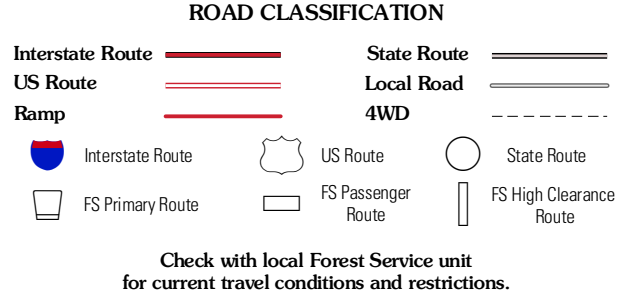 ROAD CLASSIFICATION
Interstate Route
State Route
US Route
Local Road
Ramp
4WD
Interstate Route
US Route
State Route
FS Primary Route
FS Passenger
Route
FS High Clearance
Route
Check with local Forest Service unit
for current travel conditions and restrictions.